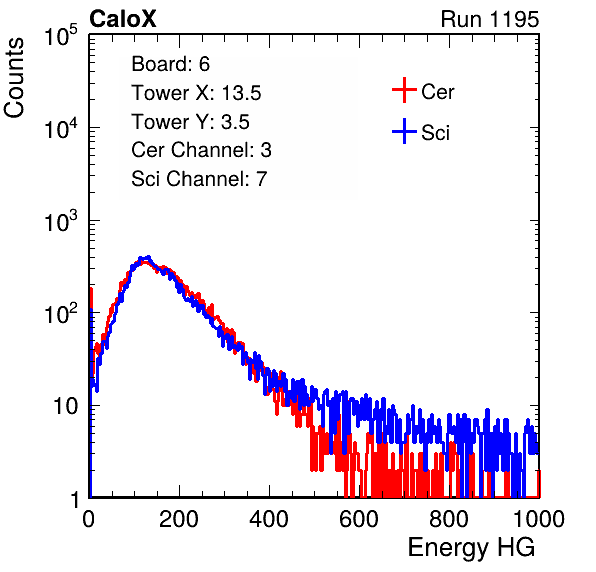 CaloX Run 1195
Counts
10^5
10^4
10^3
10^2
10
1
Board: 6
Tower X: 13.5
Tower Y: 3.5
Cer Channel: 3
Sci Channel: 7
Cer
Sci
0 200 400 600 800 1000
Energy HG